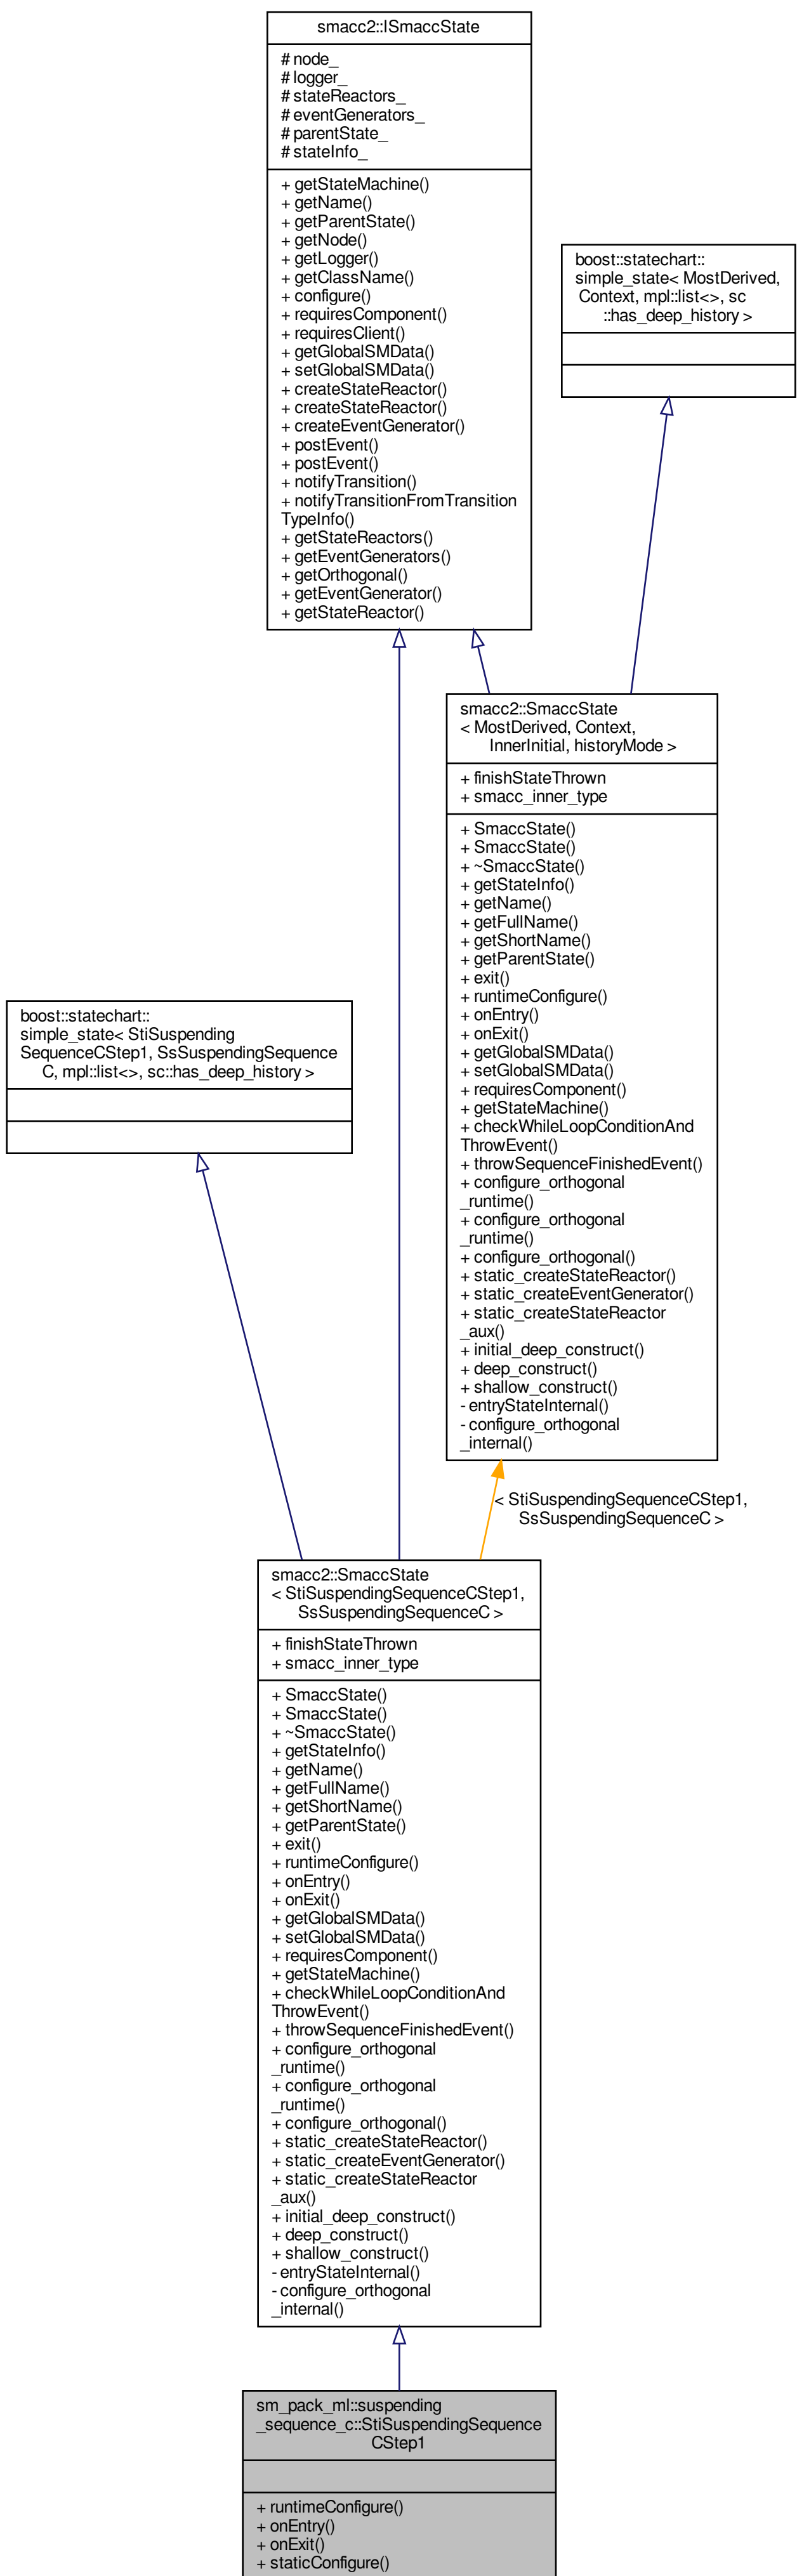 smacc2::ISmaccState
# node_
# logger_
# stateReactors_
# eventGenerators_
# parentState_
# stateInfo_
+ getStateMachine()
+ getName()
+ getParentState()
+ getNode()
+ getLogger()
+ getClassName()
+ configure()
+ requiresComponent()
+ requiresClient()
+ getGlobalSMData()
+ setGlobalSMData()
+ createStateReactor()
+ createStateReactor()
+ createEventGenerator()
+ postEvent()
+ postEvent()
+ notifyTransition()
+ notifyTransitionFromTransition
TypeInfo()
+ getStateReactors()
+ getEventGenerators()
+ getOrthogonal()
+ getEventGenerator()
+ getStateReactor()
boost::statechart::
simple_state< MostDerived,
Context, mpl::list<>, sc
::has_deep_history >
smacc2::SmaccState
< MostDerived, Context,
InnerInitial, historyMode >
+ finishStateThrown
+ smacc_inner_type
+ SmaccState()
+ SmaccState()
+ ~SmaccState()
+ getStateInfo()
+ getName()
+ getFullName()
+ getShortName()
+ getParentState()
+ exit()
+ runtimeConfigure()
+ onEntry()
+ onExit()
+ getGlobalSMData()
+ setGlobalSMData()
+ requiresComponent()
+ getStateMachine()
+ checkWhileLoopConditionAnd
ThrowEvent()
+ throwSequenceFinishedEvent()
+ configure_orthogonal
_runtime()
+ configure_orthogonal
_runtime()
+ configure_orthogonal()
+ static_createStateReactor()
+ static_createEventGenerator()
+ static_createStateReactor
_aux()
+ initial_deep_construct()
+ deep_construct()
+ shallow_construct()
- entryStateInternal()
- configure_orthogonal
_internal()
boost::statechart::
simple_state< StiSuspending
SequenceCStep1, SsSuspendingSequence
C, mpl::list<>, sc::has_deep_history >
< StiSuspendingSequenceCStep1,
SsSuspendingSequenceC >
smacc2::SmaccState
< StiSuspendingSequenceCStep1,
SsSuspendingSequenceC >
+ finishStateThrown
+ smacc_inner_type
+ SmaccState()
+ SmaccState()
+ ~SmaccState()
+ getStateInfo()
+ getName()
+ getFullName()
+ getShortName()
+ getParentState()
+ exit()
+ runtimeConfigure()
+ onEntry()
+ onExit()
+ getGlobalSMData()
+ setGlobalSMData()
+ requiresComponent()
+ getStateMachine()
+ checkWhileLoopConditionAnd
ThrowEvent()
+ throwSequenceFinishedEvent()
+ configure_orthogonal
_runtime()
+ configure_orthogonal
_runtime()
+ configure_orthogonal()
+ static_createStateReactor()
+ static_createEventGenerator()
+ static_createStateReactor
_aux()
+ initial_deep_construct()
+ deep_construct()
+ shallow_construct()
- entryStateInternal()
- configure_orthogonal
_internal()
sm_pack_ml::suspending
_sequence_c::StiSuspendingSequence
CStep1
+ runtimeConfigure()
+ onEntry()
+ onExit()
+ staticConfigure()